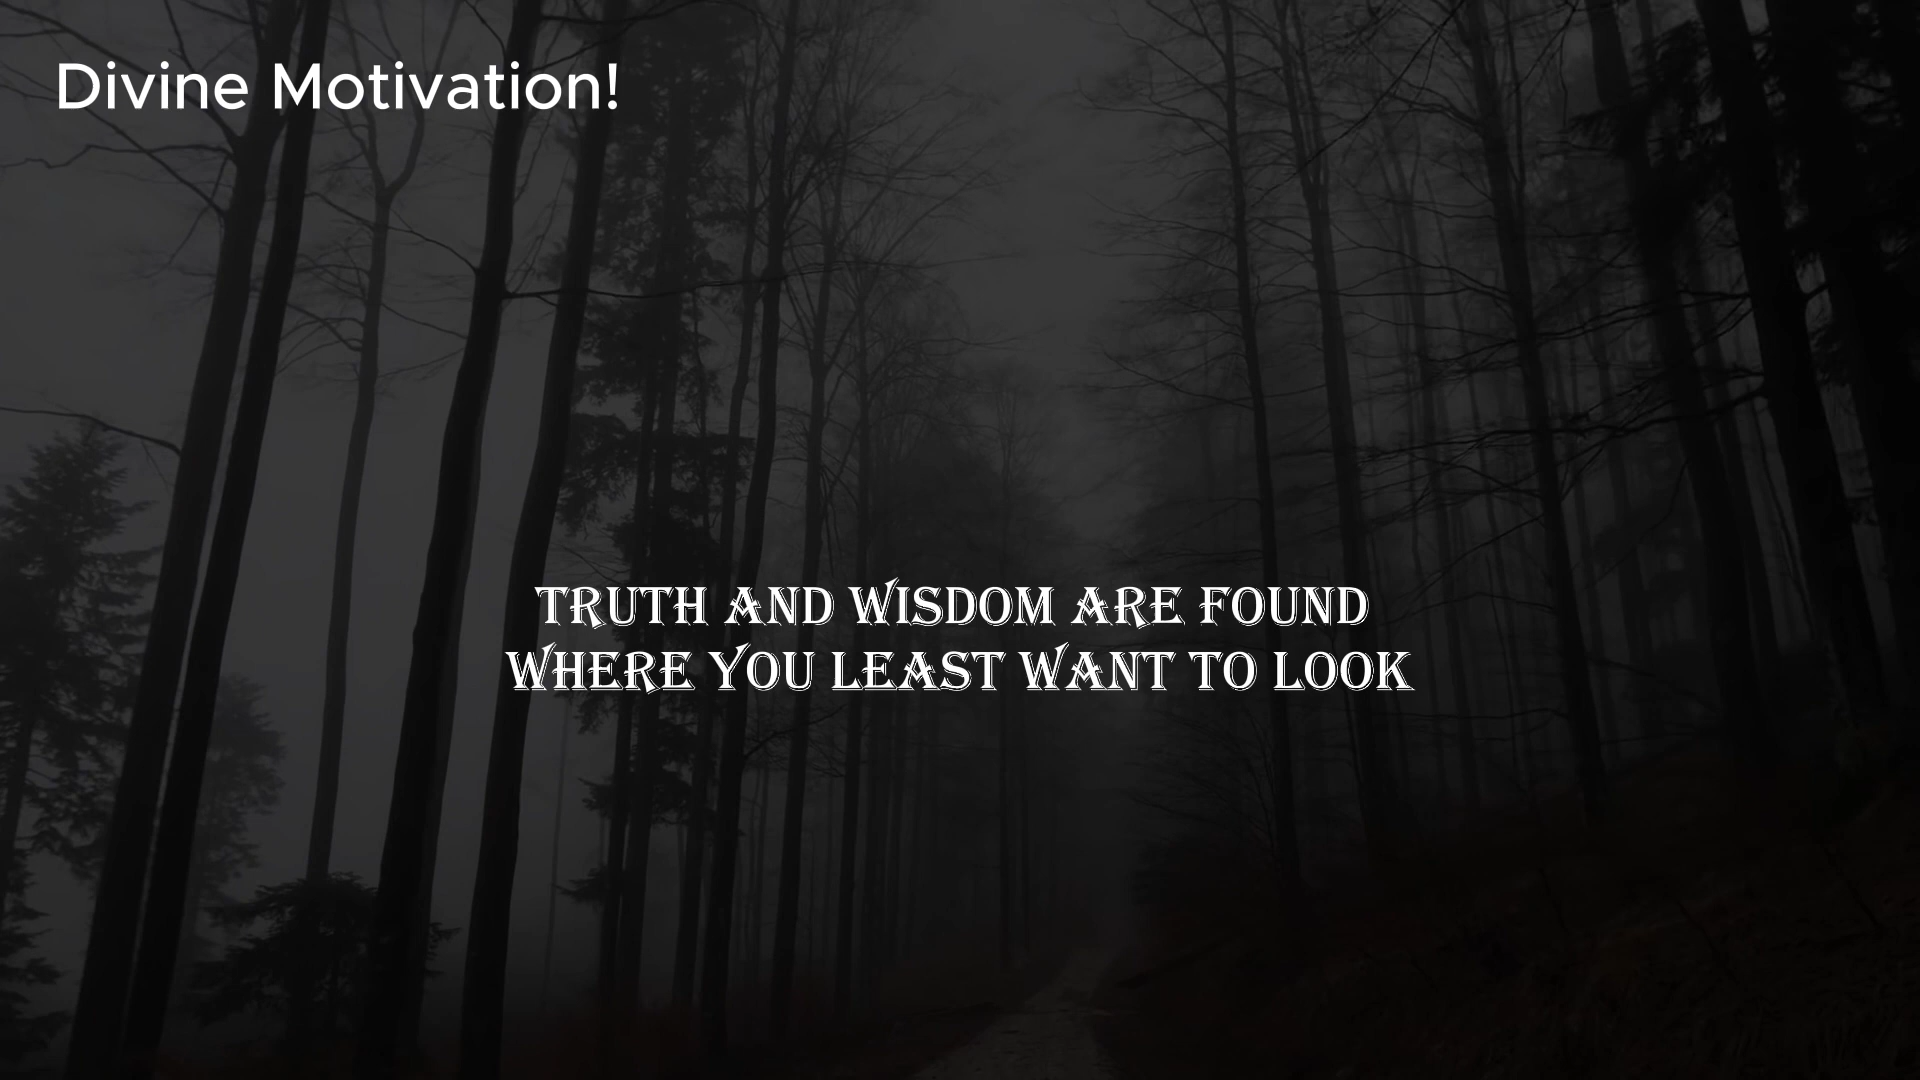 Divine Motivation!
TRUTH AND WISDOM ARE FOUND
WHERE YOU LEAST WANT TO LOOK